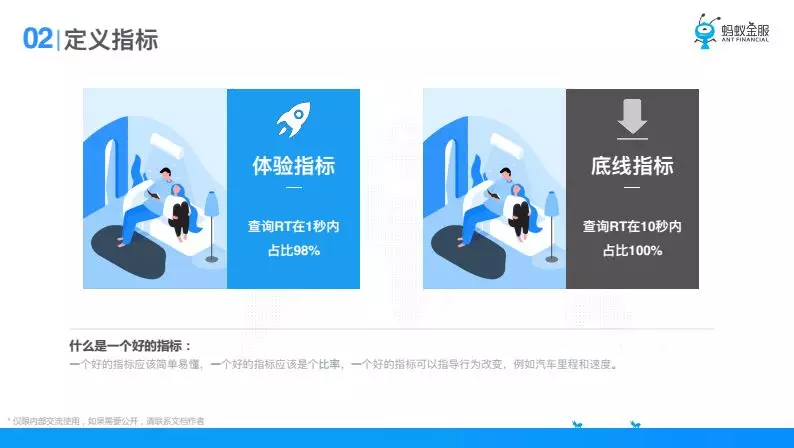 02|定义指标
蚂蚁金服
ANT FINANCIAL
体验指标
查询RT在1秒内
占比98%
底线指标
查询RT在10秒内
占比100%
什么是一个好的指标：
一个好的指标应该简单易懂，一个好的指标应该是个比率，一个好的指标可以指导行为改变，例如汽车里程和速度。
* 仅限内部交流使用，如果需要公开，请联系文档作者